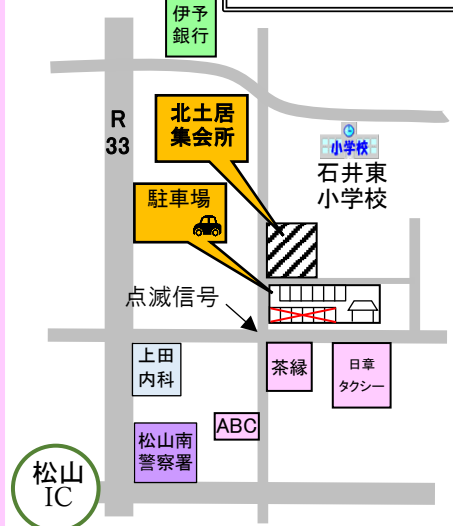 伊予
銀行
R
33
北土居
集会所
小学校
石井東
小学校
駐車場
点滅信号
上田
内科
茶縁
日章
タクシー
ABC
松山南
警察署
松山
IC